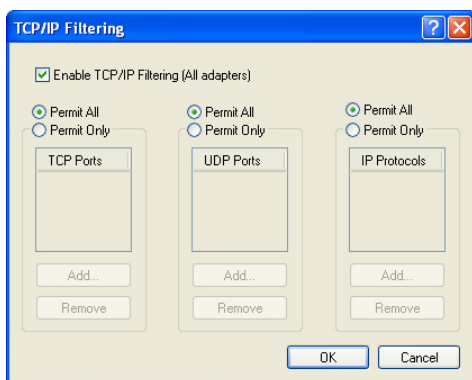 TCP/IP Filtering
Enable TCP/IP Filtering (All adapters)
Permit All Permit All Permit All
Permit Only Permit Only Permit Only
TCP Ports UDP Ports IP Protocols
Add... Add... Add...
Remove Remove Remove
OK Cancel